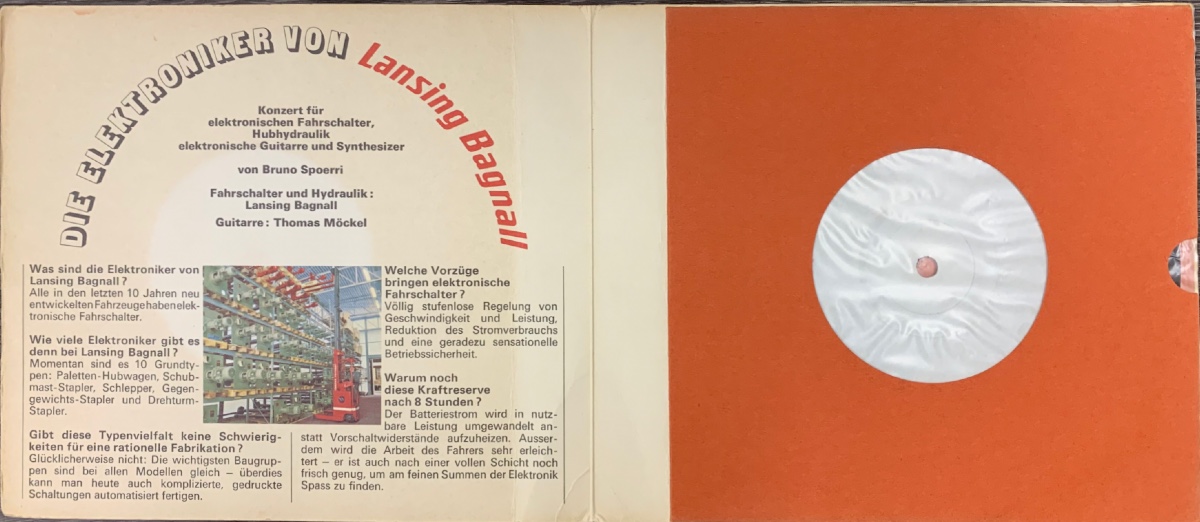 DIE ELEKTRONIKER VON Lansing Bagnall
Konzert für
elektronischen Fahrschalter,
Hubhydraulik
elektronische Guitarre und Synthesizer
von Bruno Spoerri
Fahrschalter und Hydraulik :
Lansing Bagnall
Guitarre : Thomas Möckel
Was sind die Elektroniker von
Lansing Bagnall ?
Alle in den letzten 10 Jahren neu
entwickelten Fahrzeuge haben elek-
tronische Fahrschalter.
Wie viele Elektroniker gibt es
denn bei Lansing Bagnall ?
Momentan sind es 10 Grundty-
pen: Paletten-Hubwagen, Schub-
mast-Stapler, Schlepper, Gegen-
gewichts-Stapler und Drehturm-
Stapler.
Gibt diese Typenvielfalt keine Schwierig-
keiten für eine rationelle Fabrikation ?
Glücklicherweise nicht: Die wichtigsten Baugrup-
pen sind bei allen Modellen gleich – überdies
kann man heute auch komplizierte, gedruckte
Schaltungen automatisiert fertigen.
Welche Vorzüge
bringen elektronische
Fahrschalter ?
Völlig stufenlose Regelung von
Geschwindigkeit und Leistung,
Reduktion des Stromverbrauchs
und eine geradezu sensationelle
Betriebssicherheit.
Warum noch
diese Kraftreserve
nach 8 Stunden ?
Der Batteriestrom wird in nutz-
bare Leistung umgewandelt an-
statt Vorschaltwiderstände aufzuheizen. Ausser-
dem wird die Arbeit des Fahrers sehr erleich-
tert – er ist auch nach einer vollen Schicht noch
frisch genug, um am feinen Summen der Elektronik
Spass zu finden.